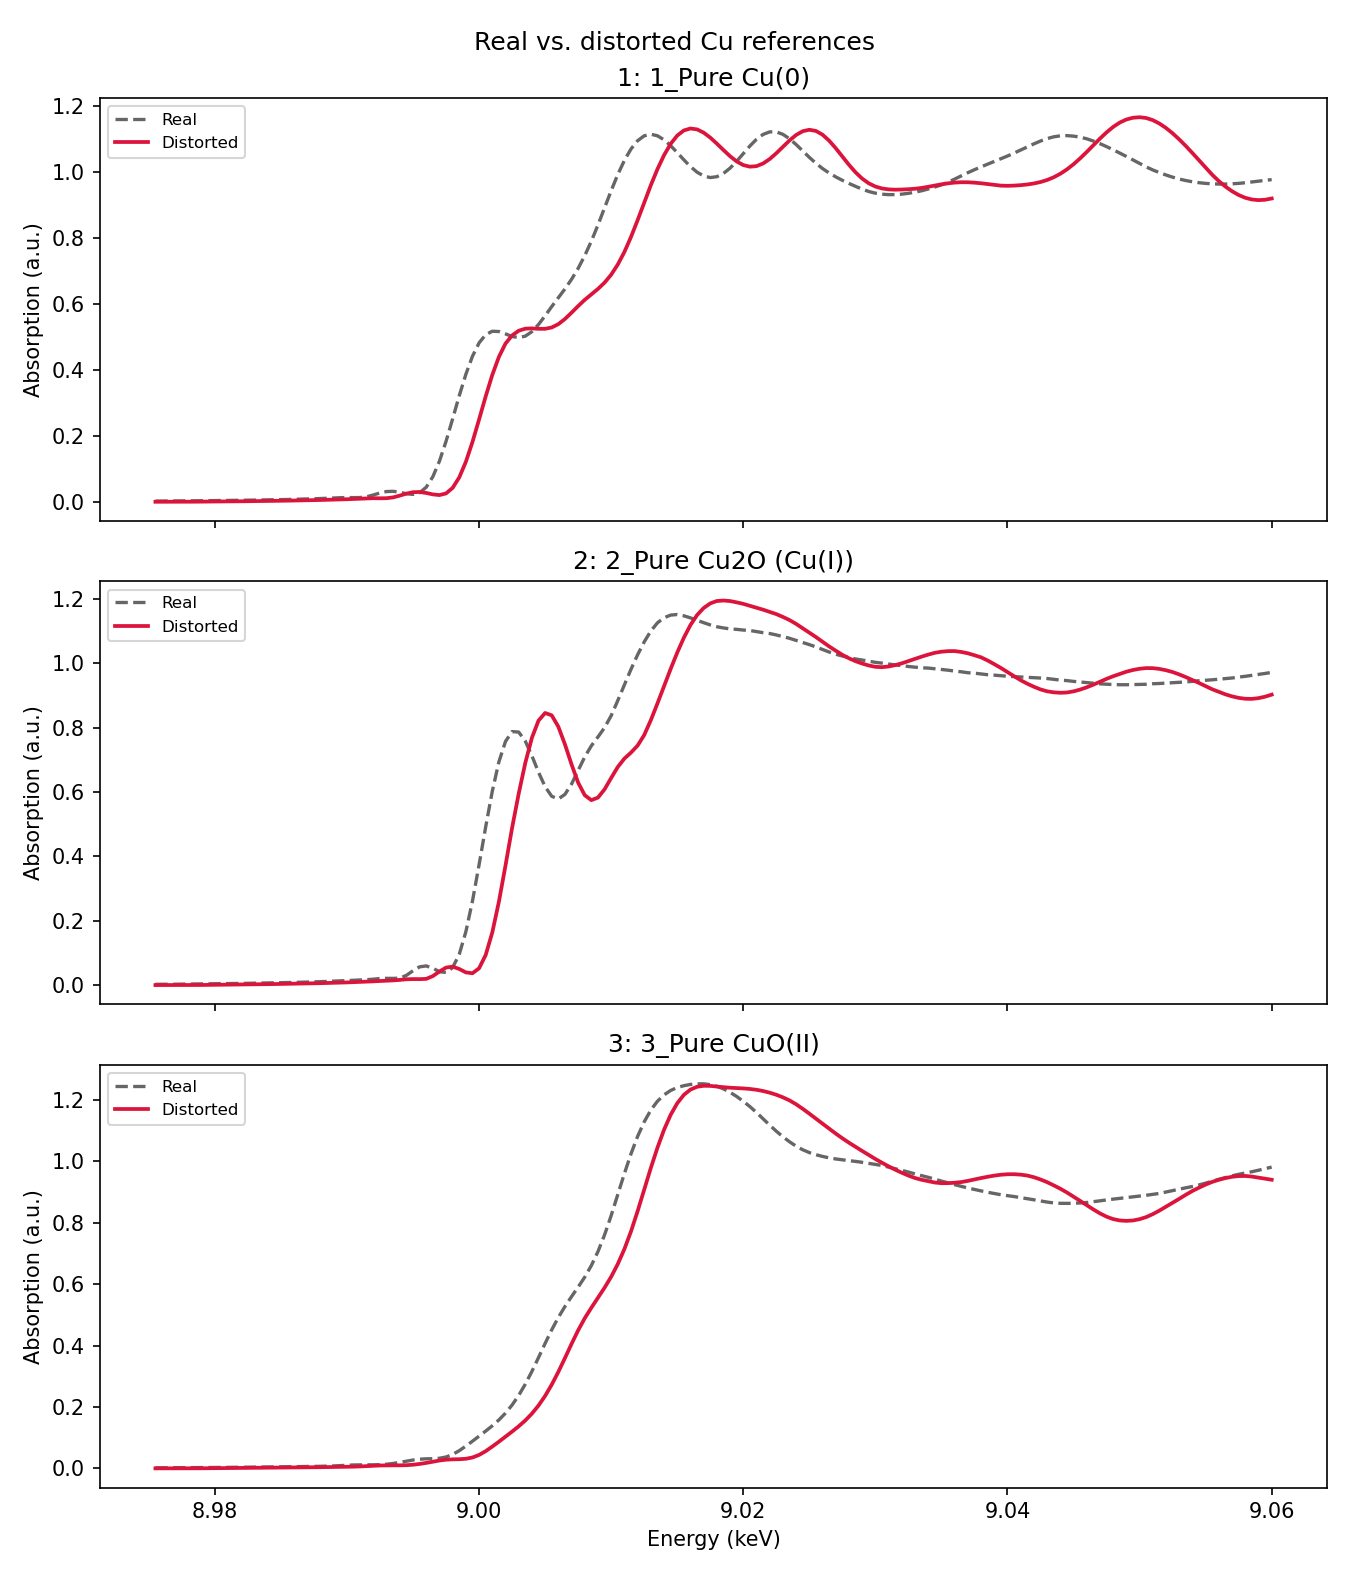 Real vs. distorted Cu references
1: 1_Pure Cu(0)
1.2
1.0
0.8
0.6
0.4
0.2
0.0
Absorption (a.u.)
Real
Distorted
2: 2_Pure Cu2O (Cu(I))
1.2
1.0
0.8
0.6
0.4
0.2
0.0
Absorption (a.u.)
Real
Distorted
3: 3_Pure CuO(II)
1.2
1.0
0.8
0.6
0.4
0.2
0.0
Absorption (a.u.)
Real
Distorted
8.98 9.00 9.02 9.04 9.06
Energy (keV)